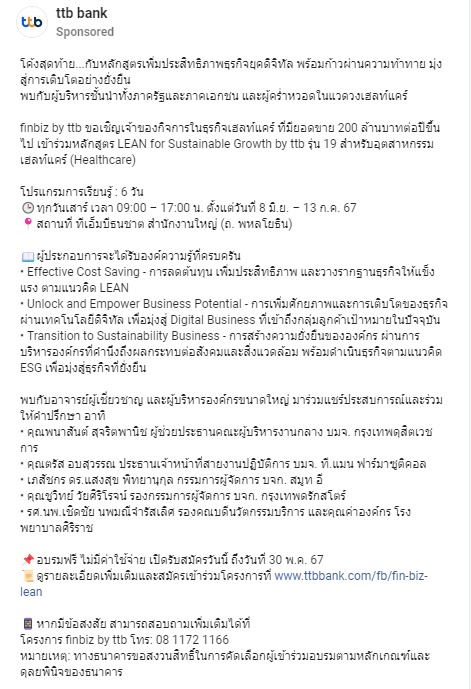 ttb
ttb bank
Sponsored
โค้งสุดท้าย...กับหลักสูตรเพิ่มประสิทธิภาพธุรกิจยุคดิจิทัล พร้อมก้าวผ่านความท้าทาย มุ่ง
สู่การเติบโตอย่างยั่งยืน
พบกับผู้บริหารชั้นนำทั้งภาครัฐและภาคเอกชน และผู้คร่ำหวอดในแวดวงเฮลท์แคร์
finbiz by ttb ขอเชิญเจ้าของกิจการในธุรกิจเฮลท์แคร์ ที่มียอดขาย 200 ล้านบาทต่อปีขึ้น
ไป เข้าร่วมหลักสูตร LEAN for Sustainable Growth by ttb รุ่น 19 สำหรับอุตสาหกรรม
เฮลท์แคร์ (Healthcare)
โปรแกรมการเรียนรู้ : 6 วัน
🕒 ทุกวันเสาร์ เวลา 09:00 – 17:00 น. ตั้งแต่วันที่ 8 มิ.ย. – 13 ก.ค. 67
📍 สถานที่ ทีเอ็มบีธนชาต สำนักงานใหญ่ (ถ. พหลโยธิน)
📖 ผู้ประกอบการจะได้รับองค์ความรู้ที่ครบครัน
• Effective Cost Saving - การลดต้นทุน เพิ่มประสิทธิภาพ และวางรากฐานธุรกิจให้แข็ง
แรง ตามแนวคิด LEAN
• Unlock and Empower Business Potential - การเพิ่มศักยภาพและการเติบโตของธุรกิจ
ผ่านเทคโนโลยีดิจิทัล เพื่อมุ่งสู่ Digital Business ที่เข้าถึงกลุ่มลูกค้าเป้าหมายในปัจจุบัน
• Transition to Sustainability Business - การสร้างความยั่งยืนขององค์กร ผ่านการ
บริหารองค์กรที่คำนึงถึงผลกระทบต่อสังคมและสิ่งแวดล้อม พร้อมดำเนินธุรกิจตามแนวคิด
ESG เพื่อมุ่งสู่ธุรกิจที่ยั่งยืน
พบกับอาจารย์ผู้เชี่ยวชาญ และผู้บริหารองค์กรขนาดใหญ่ มาร่วมแชร์ประสบการณ์และร่วม
ให้คำปรึกษา อาทิ
• คุณพนาสันต์ สุจริตพานิช ผู้ช่วยประธานคณะผู้บริหารงานกลาง บมจ. กรุงเทพดุสิตเวช
การ
• คุณตรัส อบสุวรรณ ประธานเจ้าหน้าที่สายงานปฏิบัติการ บมจ. ที.แมน ฟาร์มาซูติคอล
• เภสัชกร ดร.แสงสุข พิทยานุกุล กรรมการผู้จัดการ บจก. สมูท อี
• คุณชูวิทย์ วัยศิริโรจน์ รองกรรมการผู้จัดการ บจก. กรุงเทพดรักสโตร์
• รศ.นพ.เชิดชัย นพมณีจำรัสเลิศ รองคณบดีนวัตกรรมบริการ และคุณค่าองค์กร โรง
พยาบาลศิริราช
📌 อบรมฟรี ไม่มีค่าใช้จ่าย เปิดรับสมัครวันนี้ ถึงวันที่ 30 พ.ค. 67
📜 ดูรายละเอียดเพิ่มเติมและสมัครเข้าร่วมโครงการที่ www.ttbbank.com/fb/fin-biz-
lean
📱 หากมีข้อสงสัย สามารถสอบถามเพิ่มเติมได้ที่
โครงการ finbiz by ttb โทร: 08 1172 1166
หมายเหตุ: ทางธนาคารขอสงวนสิทธิ์ในการคัดเลือกผู้เข้าร่วมอบรมตามหลักเกณฑ์และ
ดุลยพินิจของธนาคาร